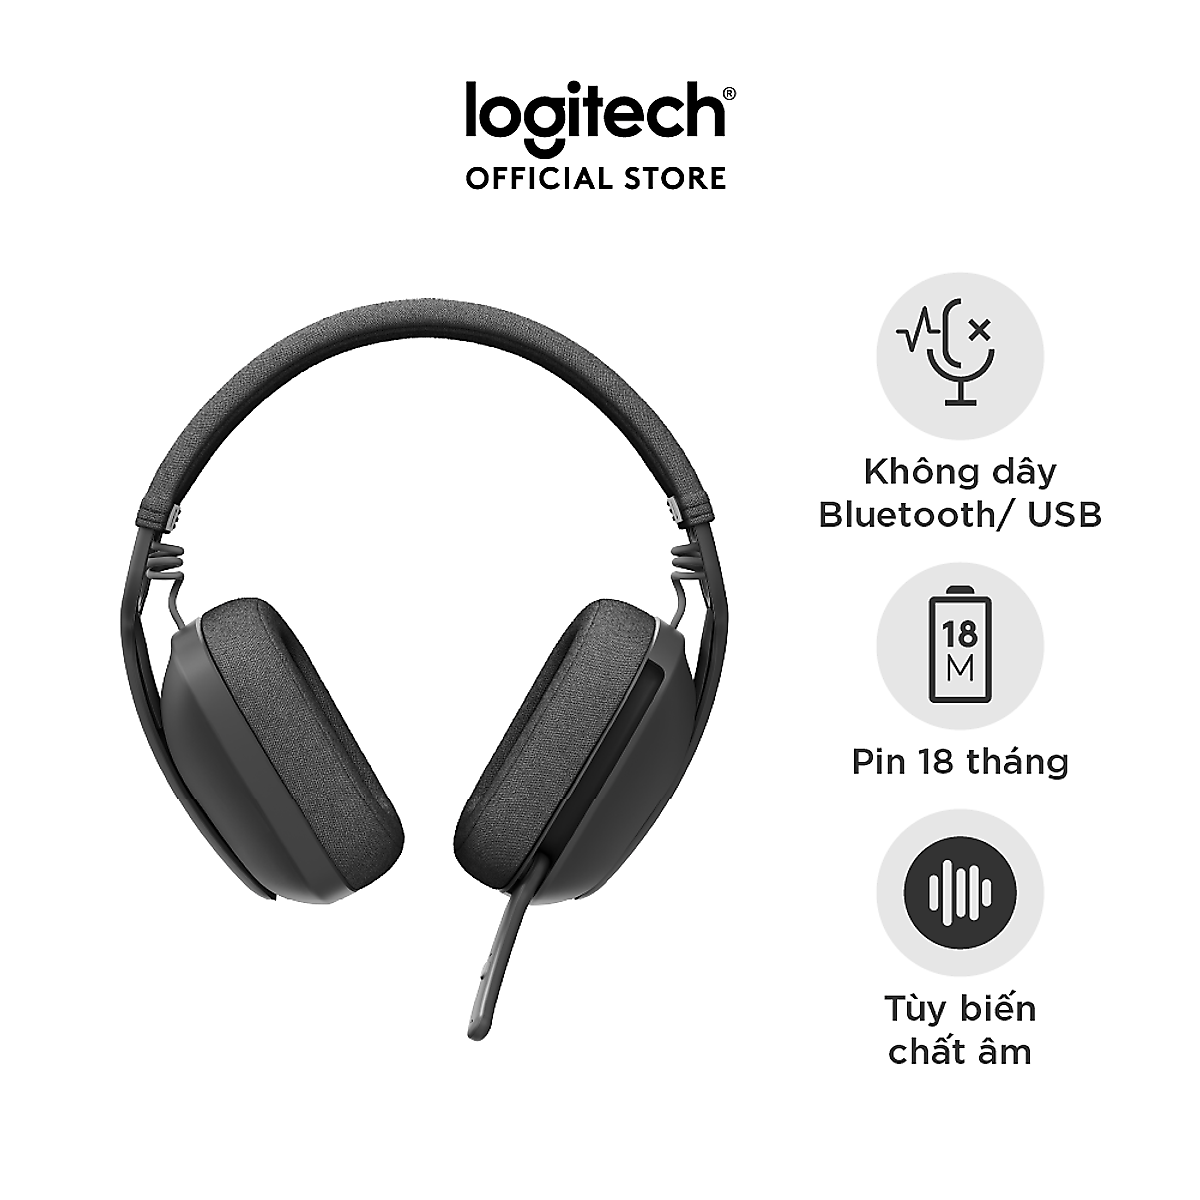 logitech®
OFFICIAL STORE
Không dây
Bluetooth/ USB
18
M
Pin 18 tháng
Tùy biến
chất âm